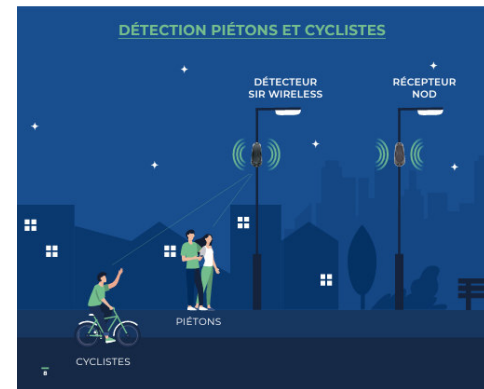 DÉTECTION PIÉTONS ET CYCLISTES
DÉTECTEUR
SIR WIRELESS
RÉCEPTEUR
NOD
PIÉTONS
CYCLISTES